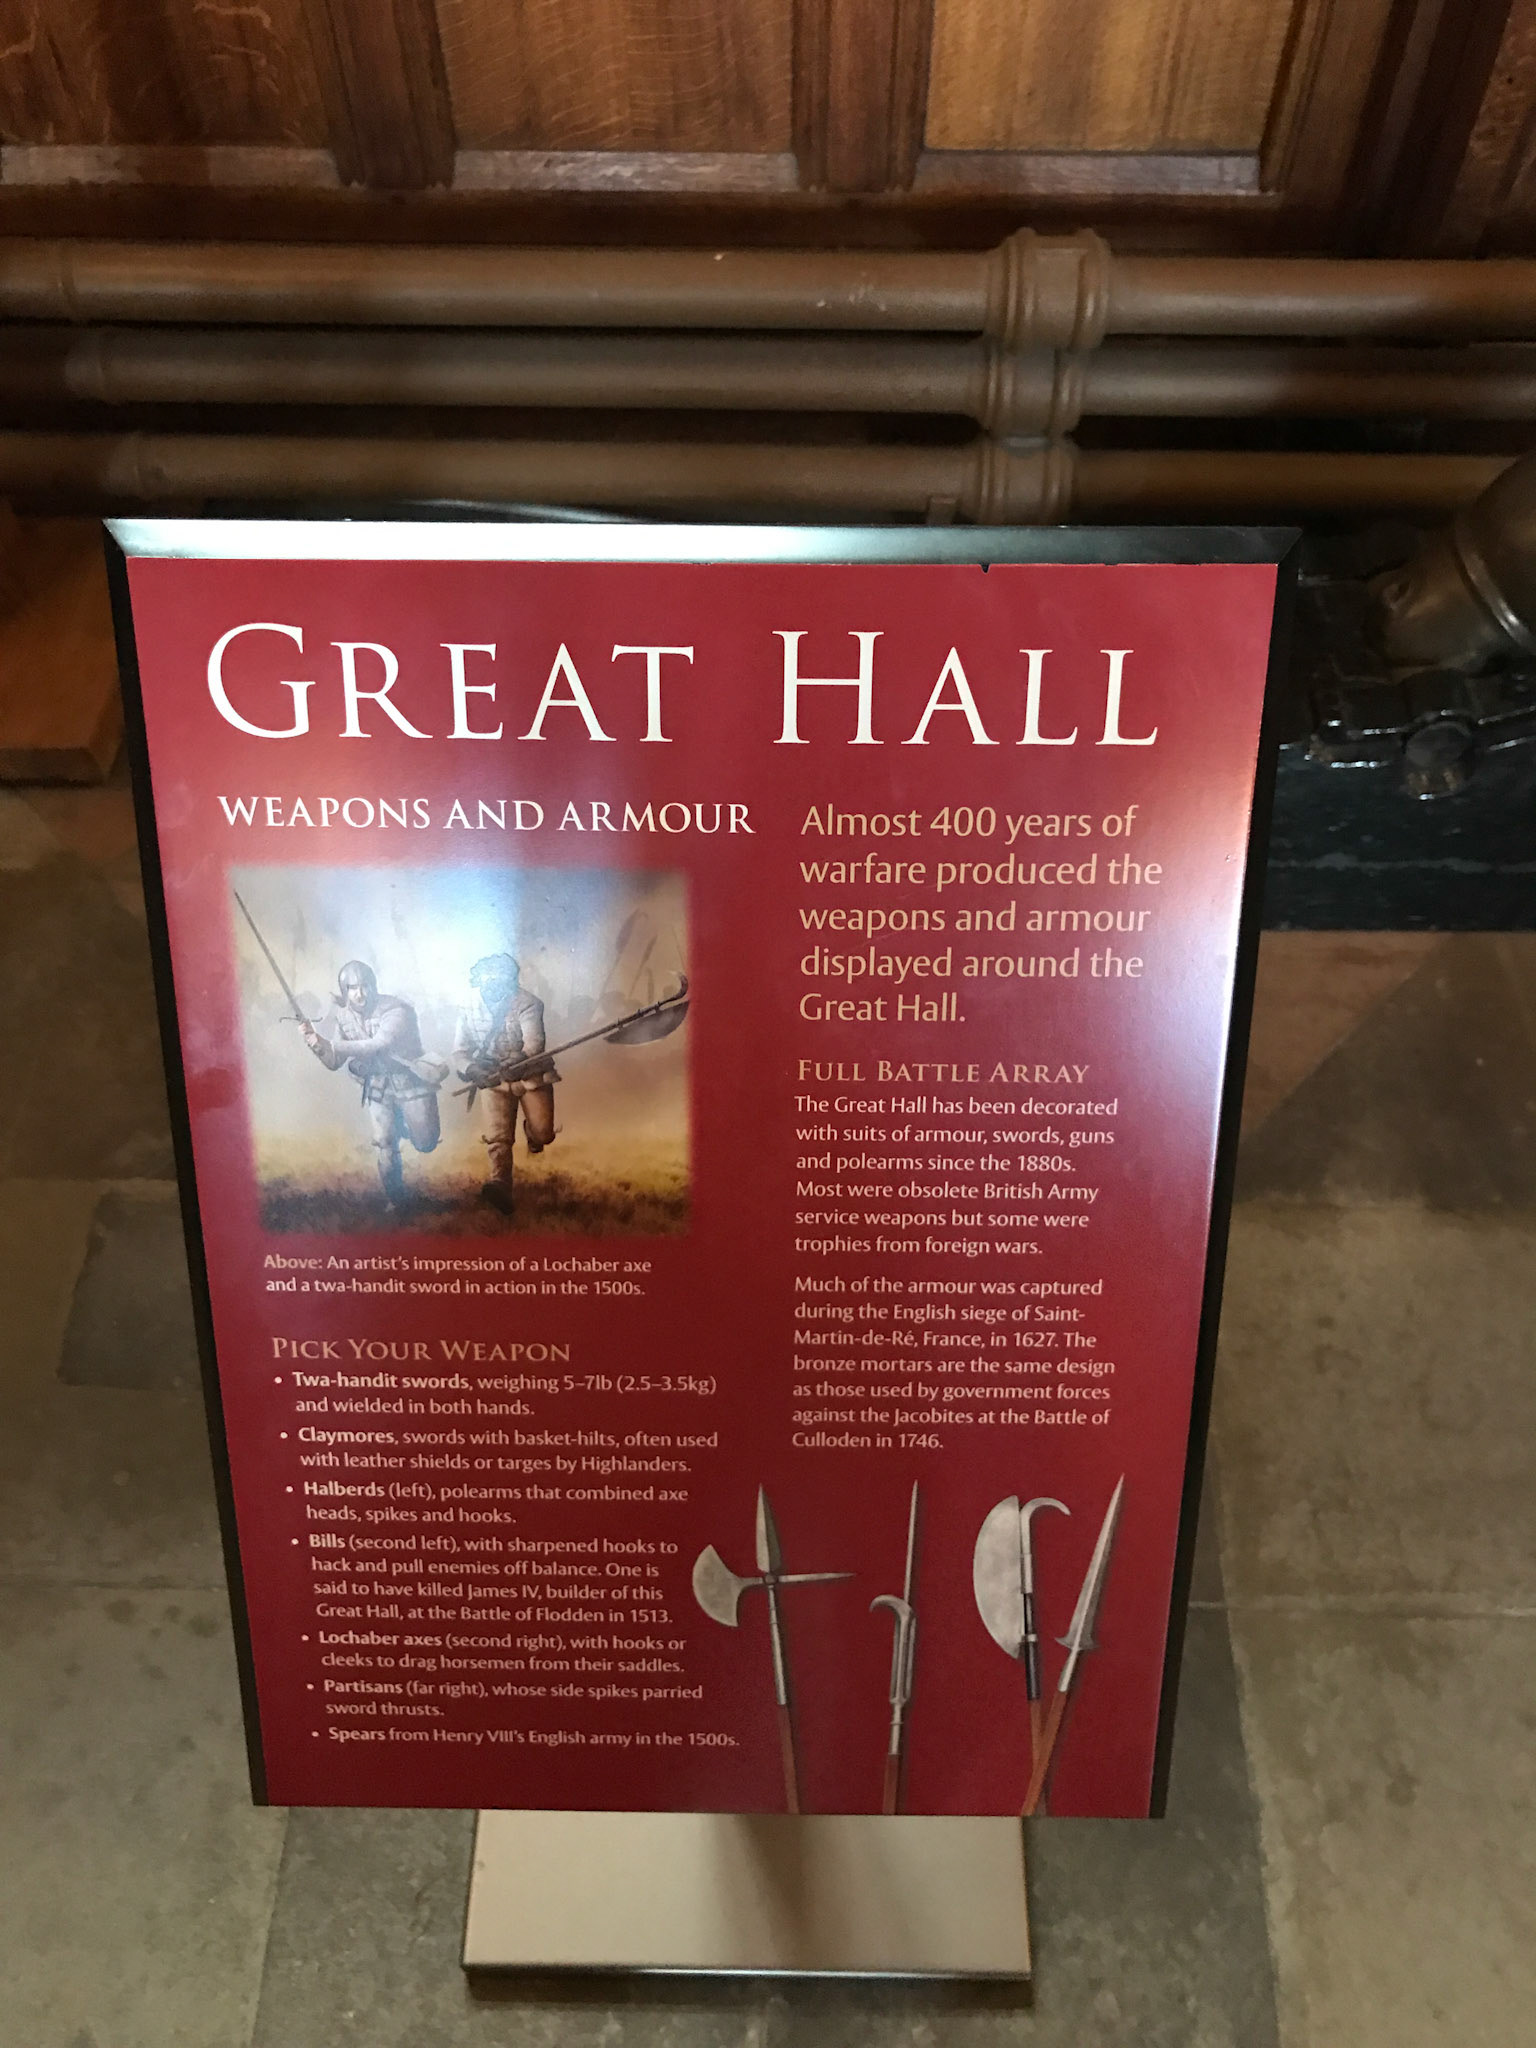 GREAT HALL
WEAPONS AND ARMOUR
Above: An artist's impression of a Lochaber axe
and a twa-handit sword in action in the 1500s.
PICK YOUR WEAPON
• Twa-handit swords, weighing 5–7lb (2.5–3.5kg)
and wielded in both hands.
• Claymores, swords with basket-hilts, often used
with leather shields or targes by Highlanders.
• Halberds (left), polearms that combined axe
heads, spikes and hooks.
• Bills (second left), with sharpened hooks to
hack and pull enemies off balance. One is
said to have killed James IV, builder of this
Great Hall, at the Battle of Flodden in 1513.
• Lochaber axes (second right), with hooks or
cleeks to drag horsemen from their saddles.
• Partisans (far right), whose side spikes parried
sword thrusts.
• Spears from Henry VIII's English army in the 1500s.
Almost 400 years of
warfare produced the
weapons and armour
displayed around the
Great Hall.
FULL BATTLE ARRAY
The Great Hall has been decorated
with suits of armour, swords, guns
and polearms since the 1880s.
Most were obsolete British Army
service weapons but some were
trophies from foreign wars.
Much of the armour was captured
during the English siege of Saint-
Martin-de-Ré, France, in 1627. The
bronze mortars are the same design
as those used by government forces
against the Jacobites at the Battle of
Culloden in 1746.